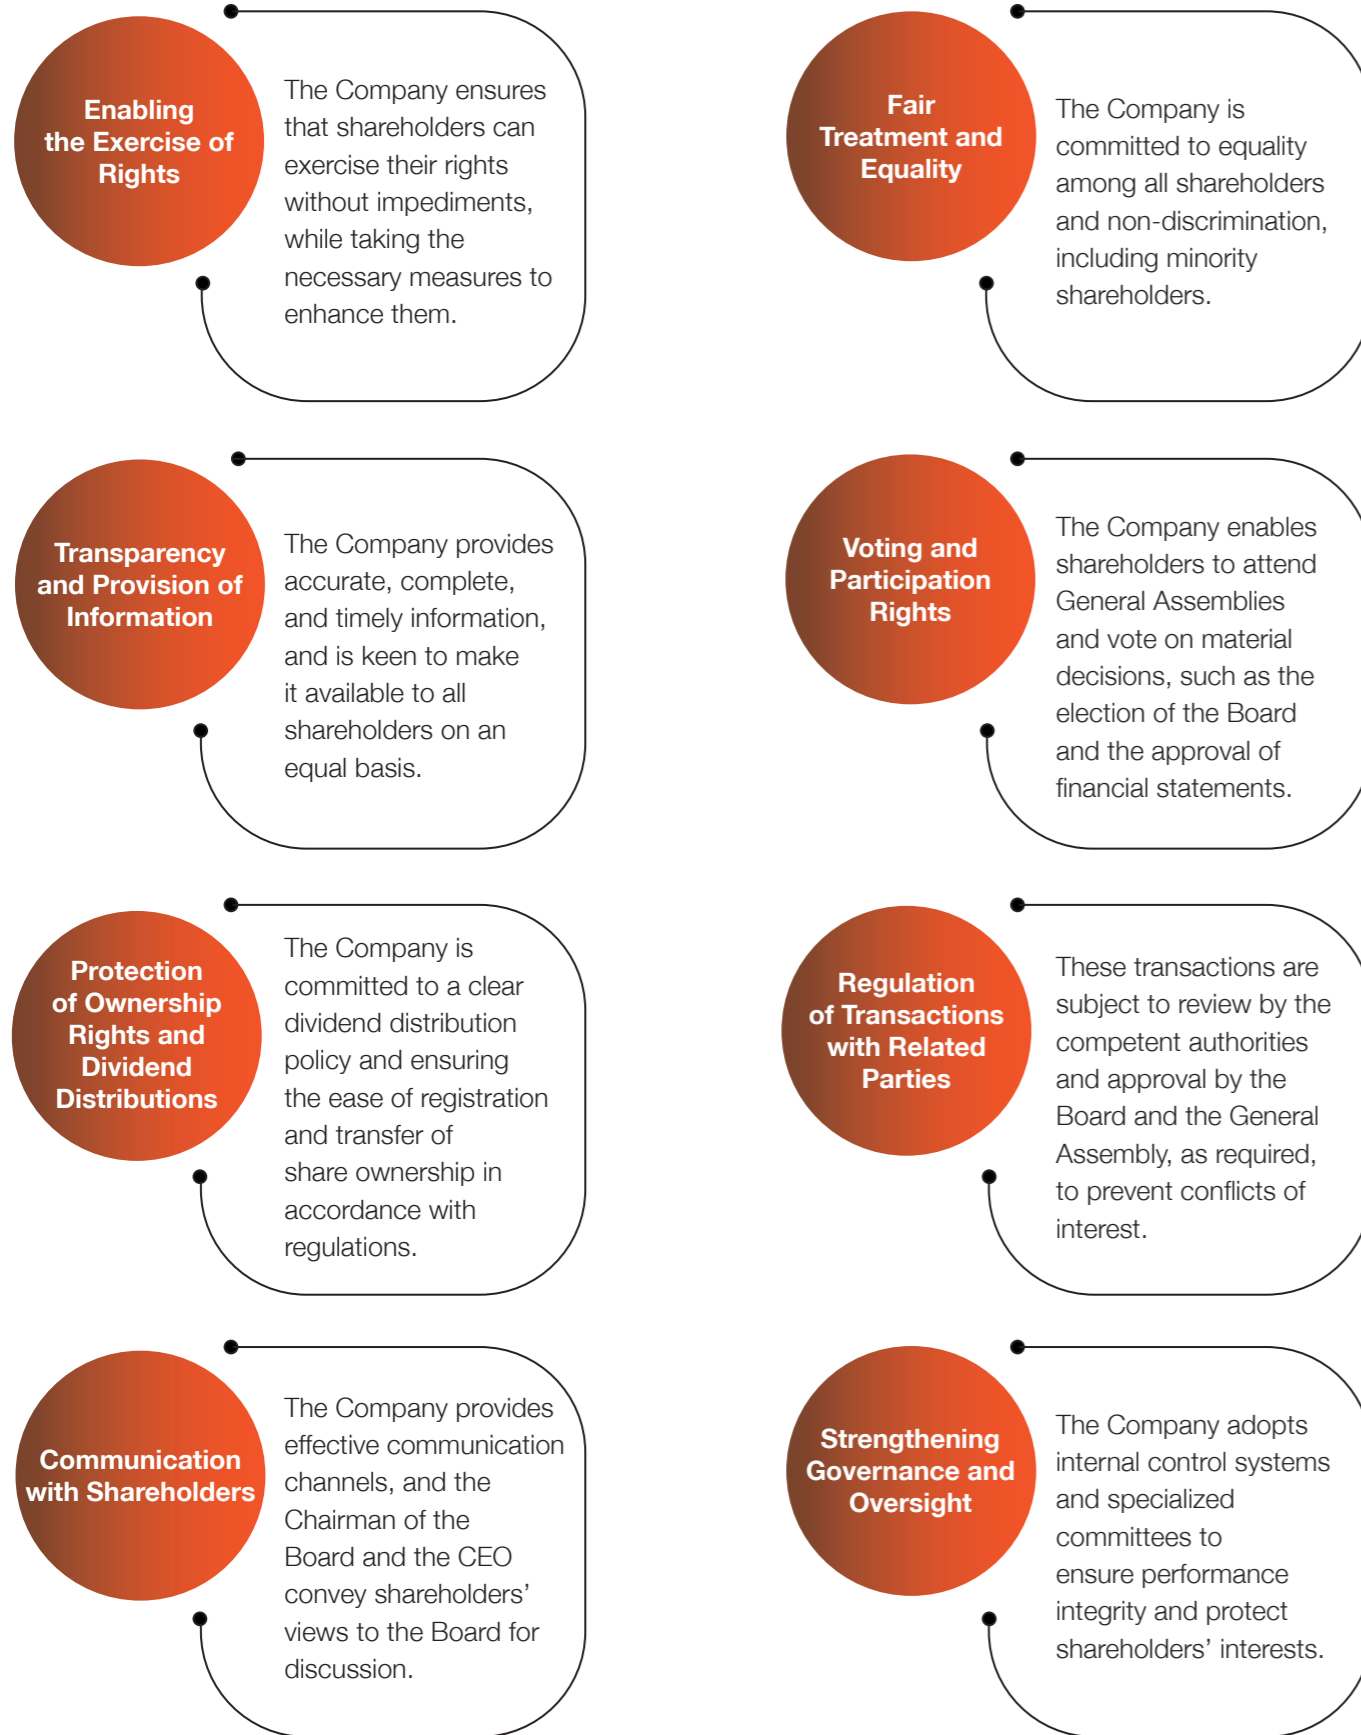 Enabling
the Exercise of
Rights
The Company ensures
that shareholders can
exercise their rights
without impediments,
while taking the
necessary measures to
enhance them.
Fair
Treatment and
Equality
The Company is
committed to equality
among all shareholders
and non-discrimination,
including minority
shareholders.
Transparency
and Provision of
Information
The Company provides
accurate, complete,
and timely information,
and is keen to make
it available to all
shareholders on an
equal basis.
Voting and
Participation
Rights
The Company enables
shareholders to attend
General Assemblies
and vote on material
decisions, such as the
election of the Board
and the approval of
financial statements.
Protection
of Ownership
Rights and
Dividend
Distributions
The Company is
committed to a clear
dividend distribution
policy and ensuring
the ease of registration
and transfer of
share ownership in
accordance with
regulations.
Regulation
of Transactions
with Related
Parties
These transactions are
subject to review by the
competent authorities
and approval by the
Board and the General
Assembly, as required,
to prevent conflicts of
interest.
Communication
with Shareholders
The Company provides
effective communication
channels, and the
Chairman of the
Board and the CEO
convey shareholders’
views to the Board for
discussion.
Strengthening
Governance and
Oversight
The Company adopts
internal control systems
and specialized
committees to
ensure performance
integrity and protect
shareholders’ interests.